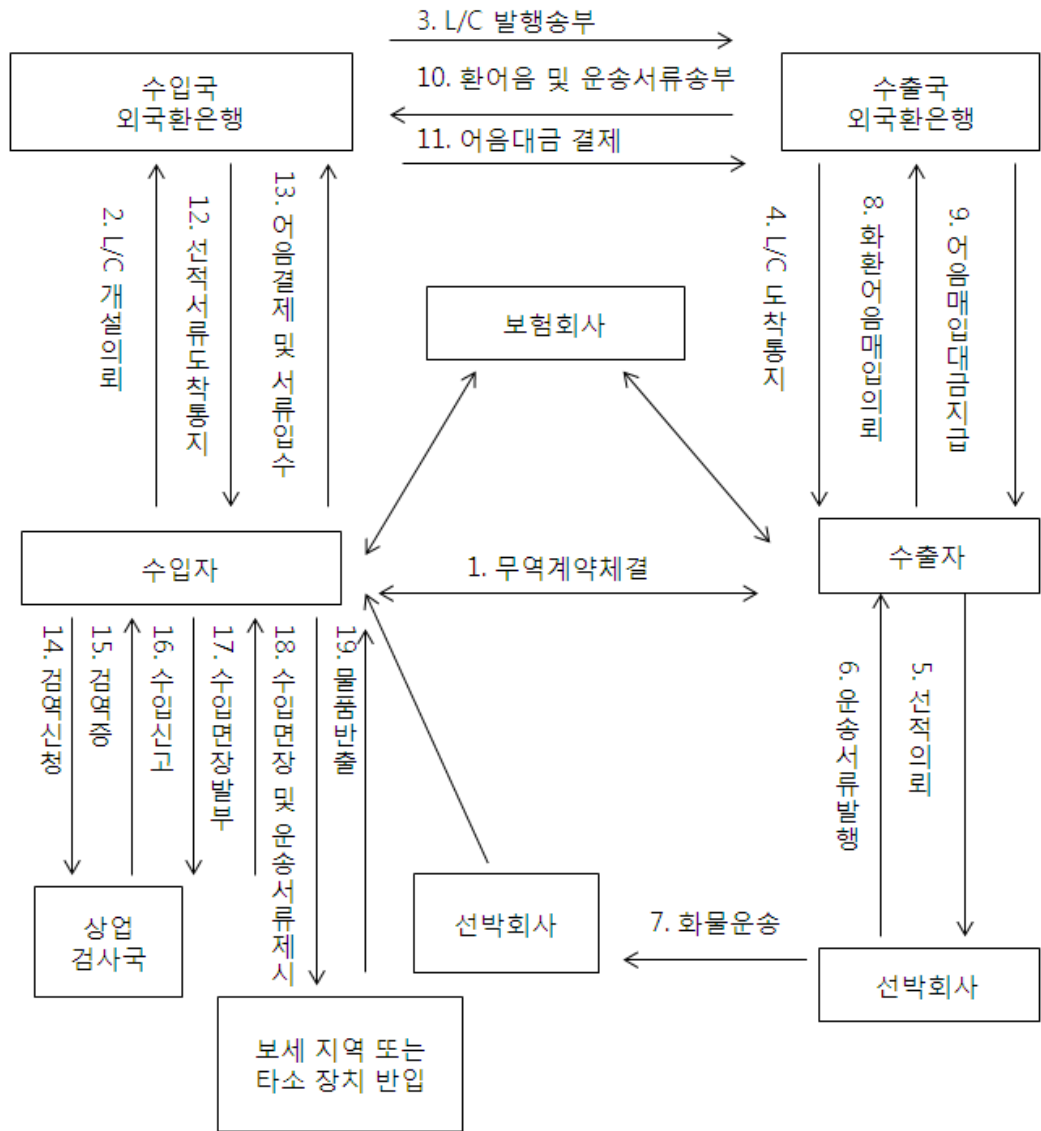 3. L/C 발행송부
수입국
외국환은행
10. 환어음 및 운송서류송부
수출국
외국환은행
11. 어음대금 결제
2. L/C 개설의뢰
12. 선적서류도착통지
13. 어음결제 및 서류입수
4. L/C 도착통지
8. 화환어음매입의뢰
9. 어음매입대금지급
보험회사
수입자
1. 무역계약체결
수출자
14. 검역신청
15. 검역증
16. 수입신고
17. 수입면장발부
18. 수입면장 및 운송서류제시
19. 물품반출
6. 운송서류발행
5. 선적의뢰
상업
검사국
선박회사
7. 화물운송
선박회사
보세 지역 또는
타소 장치 반입